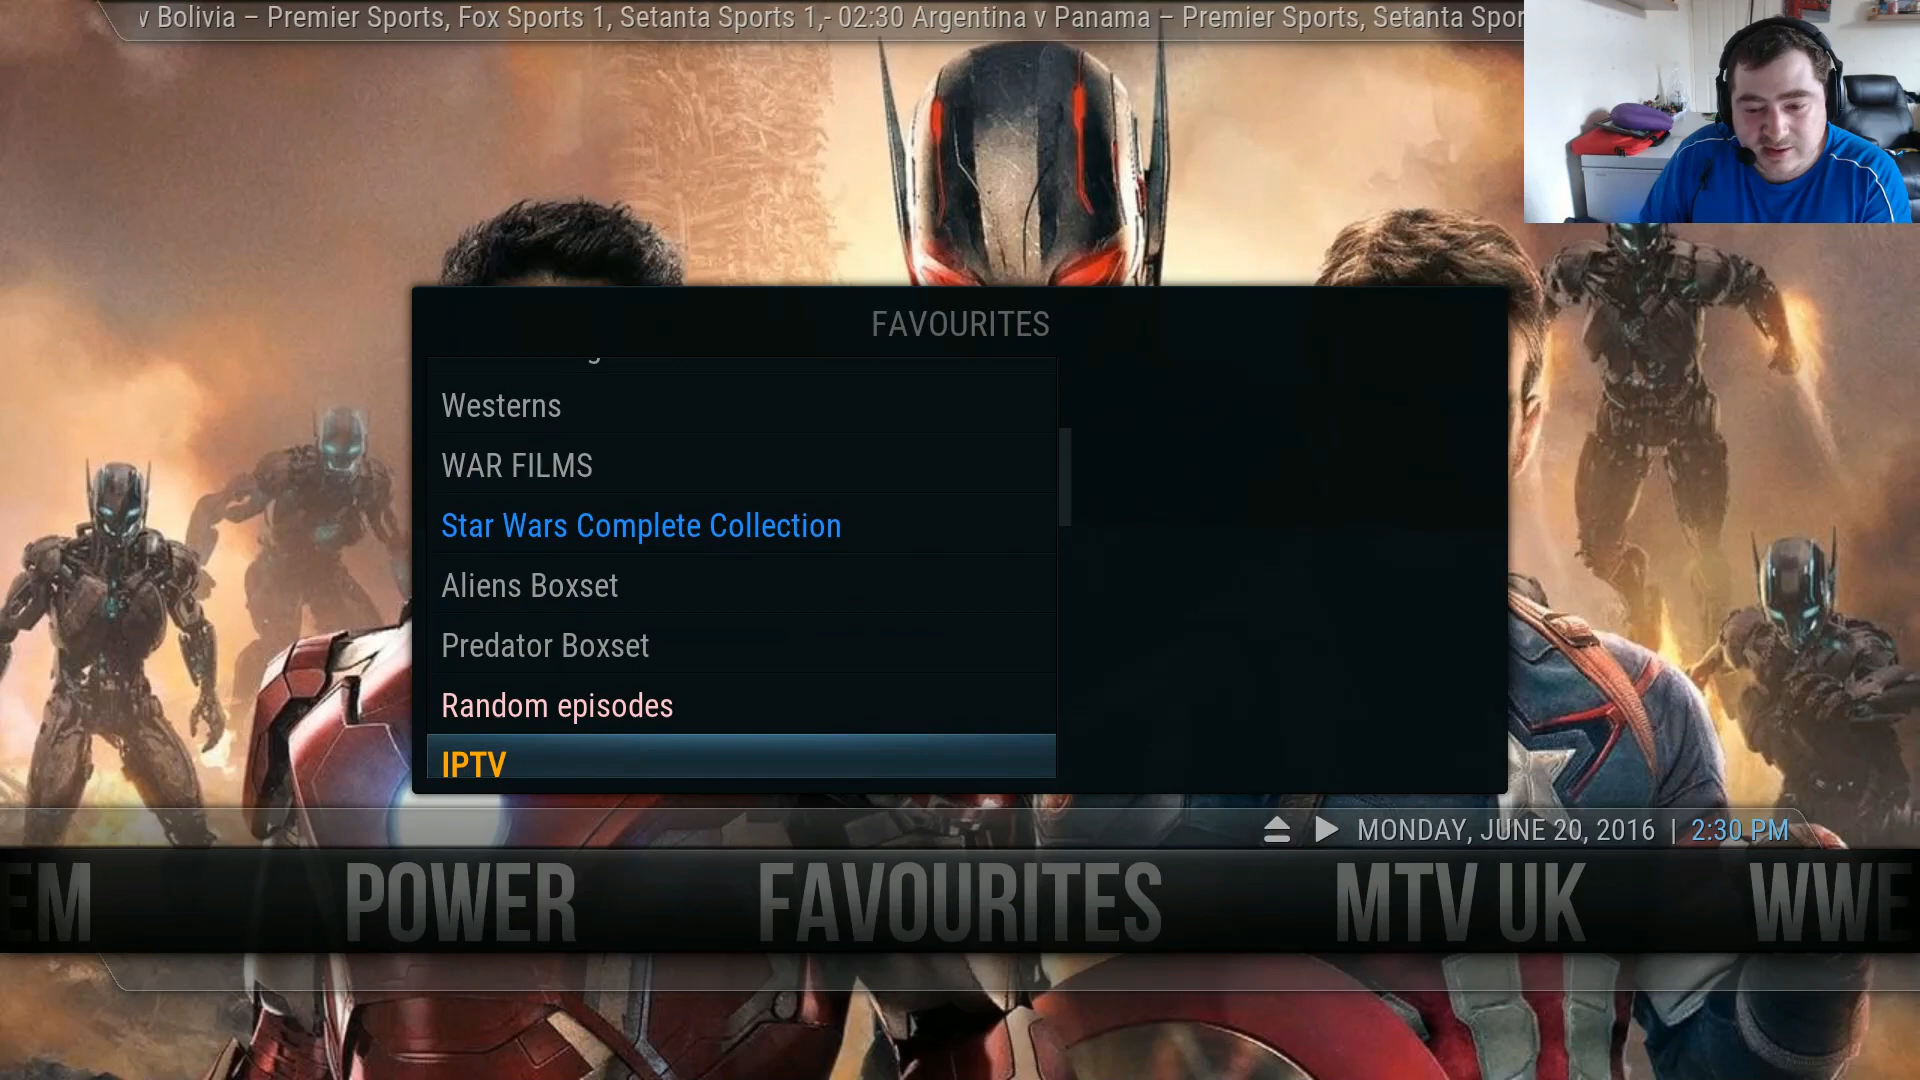 v Bolivia – Premier Sports, Fox Sports 1, Setanta Sports 1,- 02:30 Argentina v Panama – Premier Sports, Setanta Spor
FAVOURITES
Westerns
WAR FILMS
Star Wars Complete Collection
Aliens Boxset
Predator Boxset
Random episodes
IPTV
MONDAY, JUNE 20, 2016 | 2:30 PM
EM POWER FAVOURITES MTV UK WWE